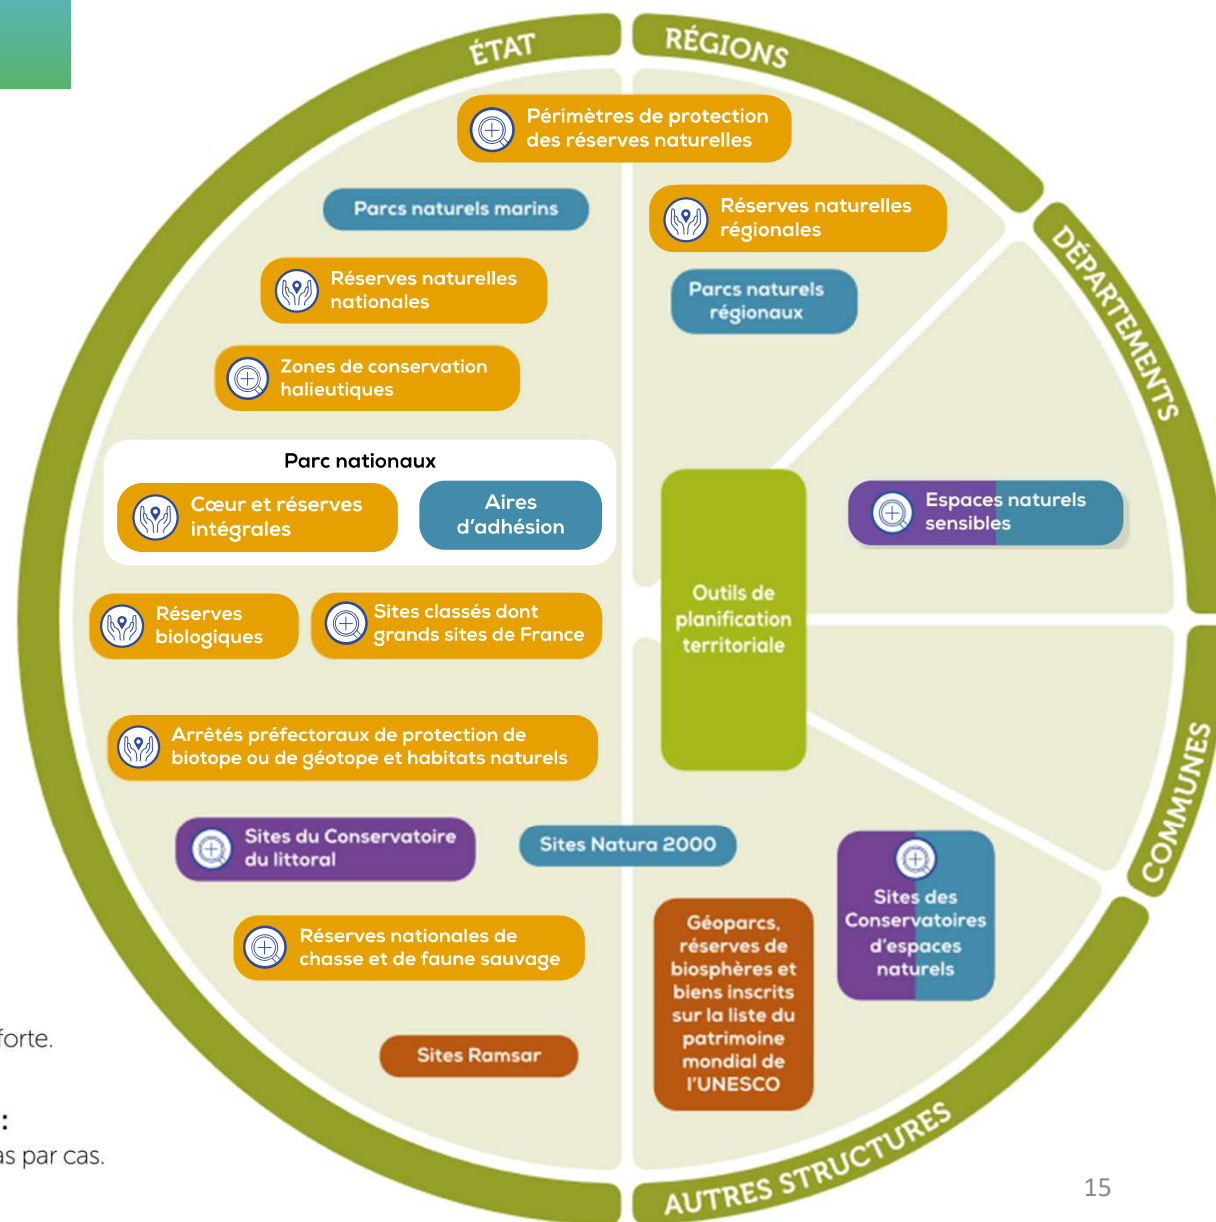 ÉTAT
RÉGIONS
DÉPARTEMENTS
COMMUNES
AUTRES STRUCTURES
Périmètres de protection
des réserves naturelles
Parcs naturels marins
Réserves naturelles
régionales
Réserves naturelles
nationales
Parcs naturels
régionaux
Zones de conservation
halieutiques
Parc nationaux
Cœur et réserves
intégrales
Aires
d'adhésion
Espaces naturels
sensibles
Outils de
planification
territoriale
Réserves
biologiques
Sites classés dont
grands sites de France
Arrêtés préfectoraux de protection de
biotope ou de géotope et habitats naturels
Sites du Conservatoire
du littoral
Sites Natura 2000
Sites des
Conservatoires
d'espaces
naturels
Géoparcs,
réserves de
biosphères et
biens inscrits
sur la liste du
patrimoine
mondial de
l'UNESCO
Réserves nationales de
chasse et de faune sauvage
Sites Ramsar
forte.
:
as par cas.
15